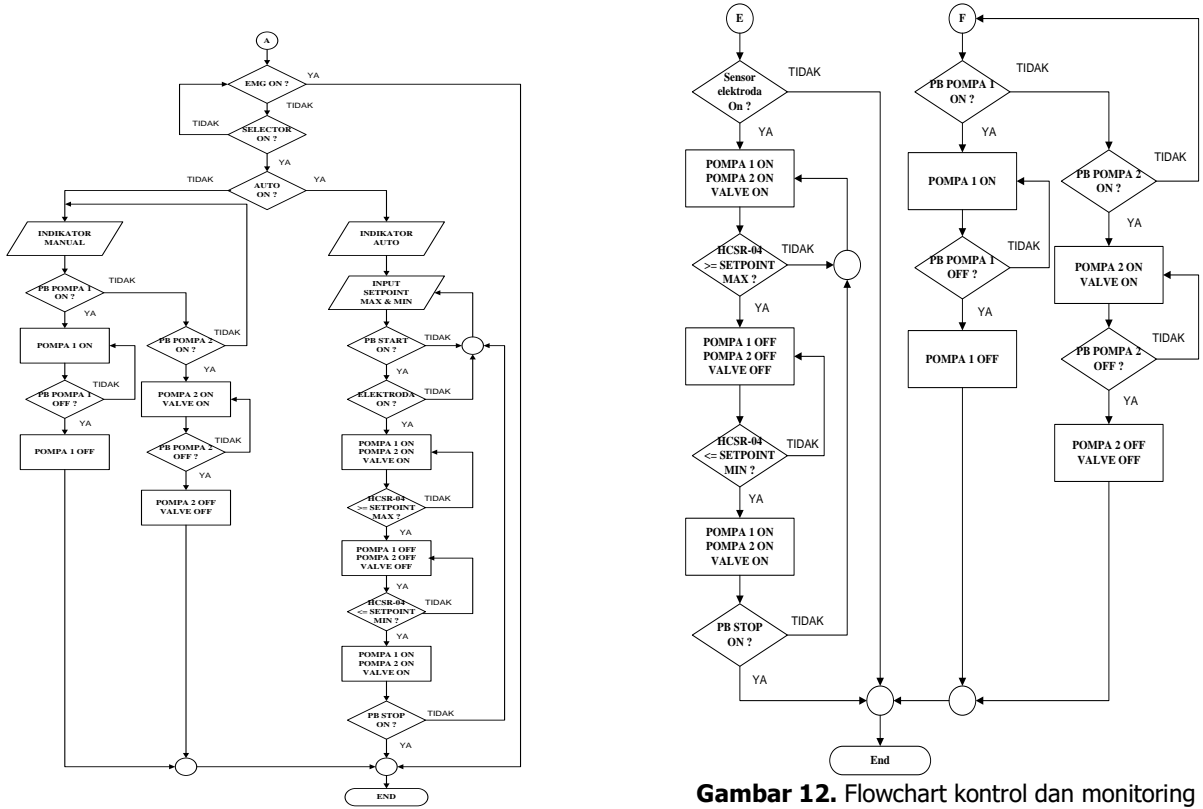 A
EMG ON ?
YA
TIDAK
SELECTOR
ON ?
TIDAK
YA
AUTO
ON ?
TIDAK
YA
INDIKATOR
MANUAL
PB POMPA 1
ON ?
TIDAK
YA
POMPA 1 ON
PB POMPA 1
OFF ?
TIDAK
YA
POMPA 1 OFF
PB POMPA 2
ON ?
TIDAK
YA
POMPA 2 ON
VALVE ON
PB POMPA 2
OFF ?
TIDAK
YA
POMPA 2 OFF
VALVE OFF
INDIKATOR
AUTO
INPUT
SETPOINT
MAX & MIN
PB START
ON ?
TIDAK
YA
ELEKTRODA
ON ?
TIDAK
YA
POMPA 1 ON
POMPA 2 ON
VALVE ON
HCSR-04
>= SETPOINT
MAX ?
TIDAK
YA
POMPA 1 OFF
POMPA 2 OFF
VALVE OFF
YA
HCSR-04
<= SETPOINT
MIN ?
TIDAK
YA
POMPA 1 ON
POMPA 2 ON
VALVE ON
PB STOP
ON ?
TIDAK
YA
END
E
Sensor
elektroda
On ?
TIDAK
YA
POMPA 1 ON
POMPA 2 ON
VALVE ON
HCSR-04
>= SETPOINT
MAX ?
TIDAK
YA
POMPA 1 OFF
POMPA 2 OFF
VALVE OFF
HCSR-04
<= SETPOINT
MIN ?
TIDAK
YA
POMPA 1 ON
POMPA 2 ON
VALVE ON
PB STOP
ON ?
TIDAK
YA
End
F
PB POMPA 1
ON ?
TIDAK
YA
POMPA 1 ON
PB POMPA 1
OFF ?
TIDAK
YA
POMPA 1 OFF
PB POMPA 2
ON ?
TIDAK
YA
POMPA 2 ON
VALVE ON
PB POMPA 2
OFF ?
TIDAK
YA
POMPA 2 OFF
VALVE OFF
Gambar 12. Flowchart kontrol dan monitoring